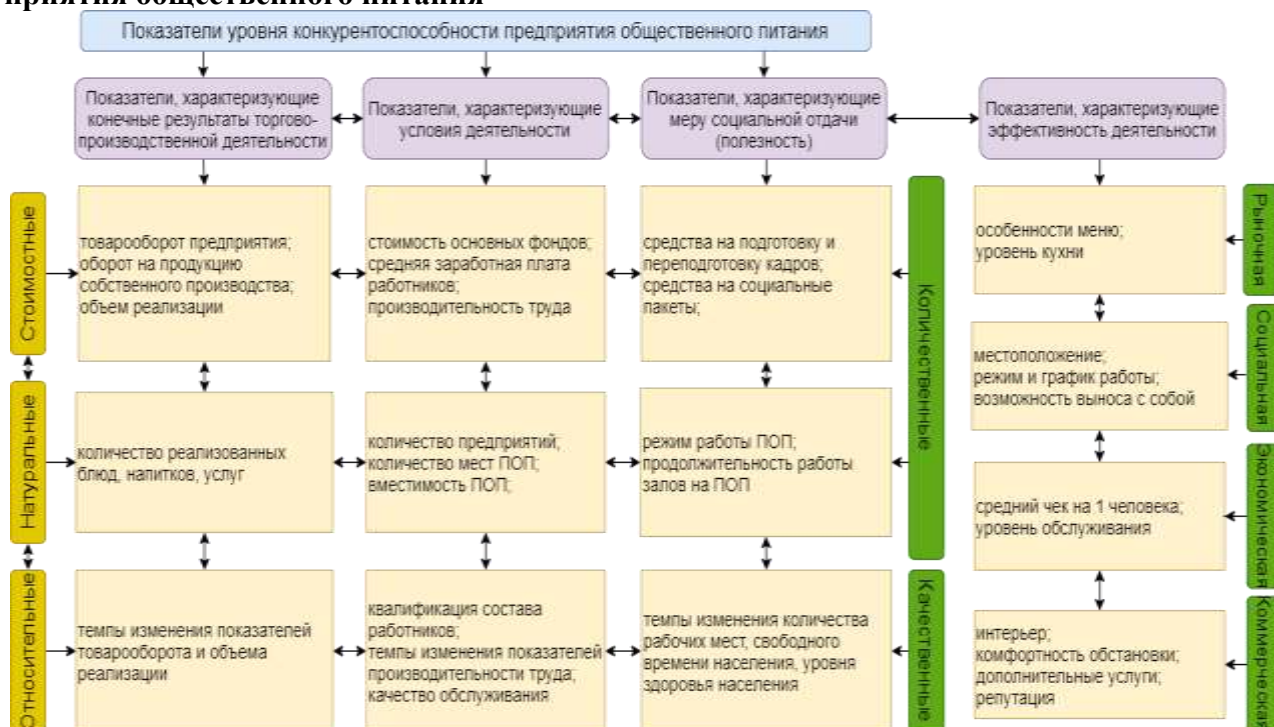 приятия общественного питания
Показатели уровня конкурентоспособности предприятия общественного питания
Показатели, характеризующие
конечные результаты торгово-
производственной деятельности
Показатели, характеризующие
условия деятельности
Показатели, характеризующие
меру социальной отдачи
(полезность)
Показатели, характеризующие
эффективность деятельности
Стоимостные
товарооборот предприятия;
оборот на продукцию
собственного производства;
объем реализации
стоимость основных фондов;
средняя заработная плата
работников;
производительность труда
средства на подготовку и
переподготовку кадров;
средства на социальные
пакеты;
Количественные
особенности меню;
уровень кухни
Рыночная
местоположение;
режим и график работы;
возможность выноса с собой
Социальная
Натуральные
количество реализованных
блюд, напитков, услуг
количество предприятий;
количество мест ПОП;
вместимость ПОП;
режим работы ПОП;
продолжительность работы
залов на ПОП
средний чек на 1 человека;
уровень обслуживания
Экономическая
Относительные
темпы изменения показателей
товарооборота и объема
реализации
квалификация состава
работников;
темпы изменения показателей
производительности труда;
качество обслуживания
темпы изменения количества
рабочих мест, свободного
времени населения, уровня
здоровья населения
Качественные
интерьер;
комфортность обстановки;
дополнительные услуги;
репутация
Коммерческая